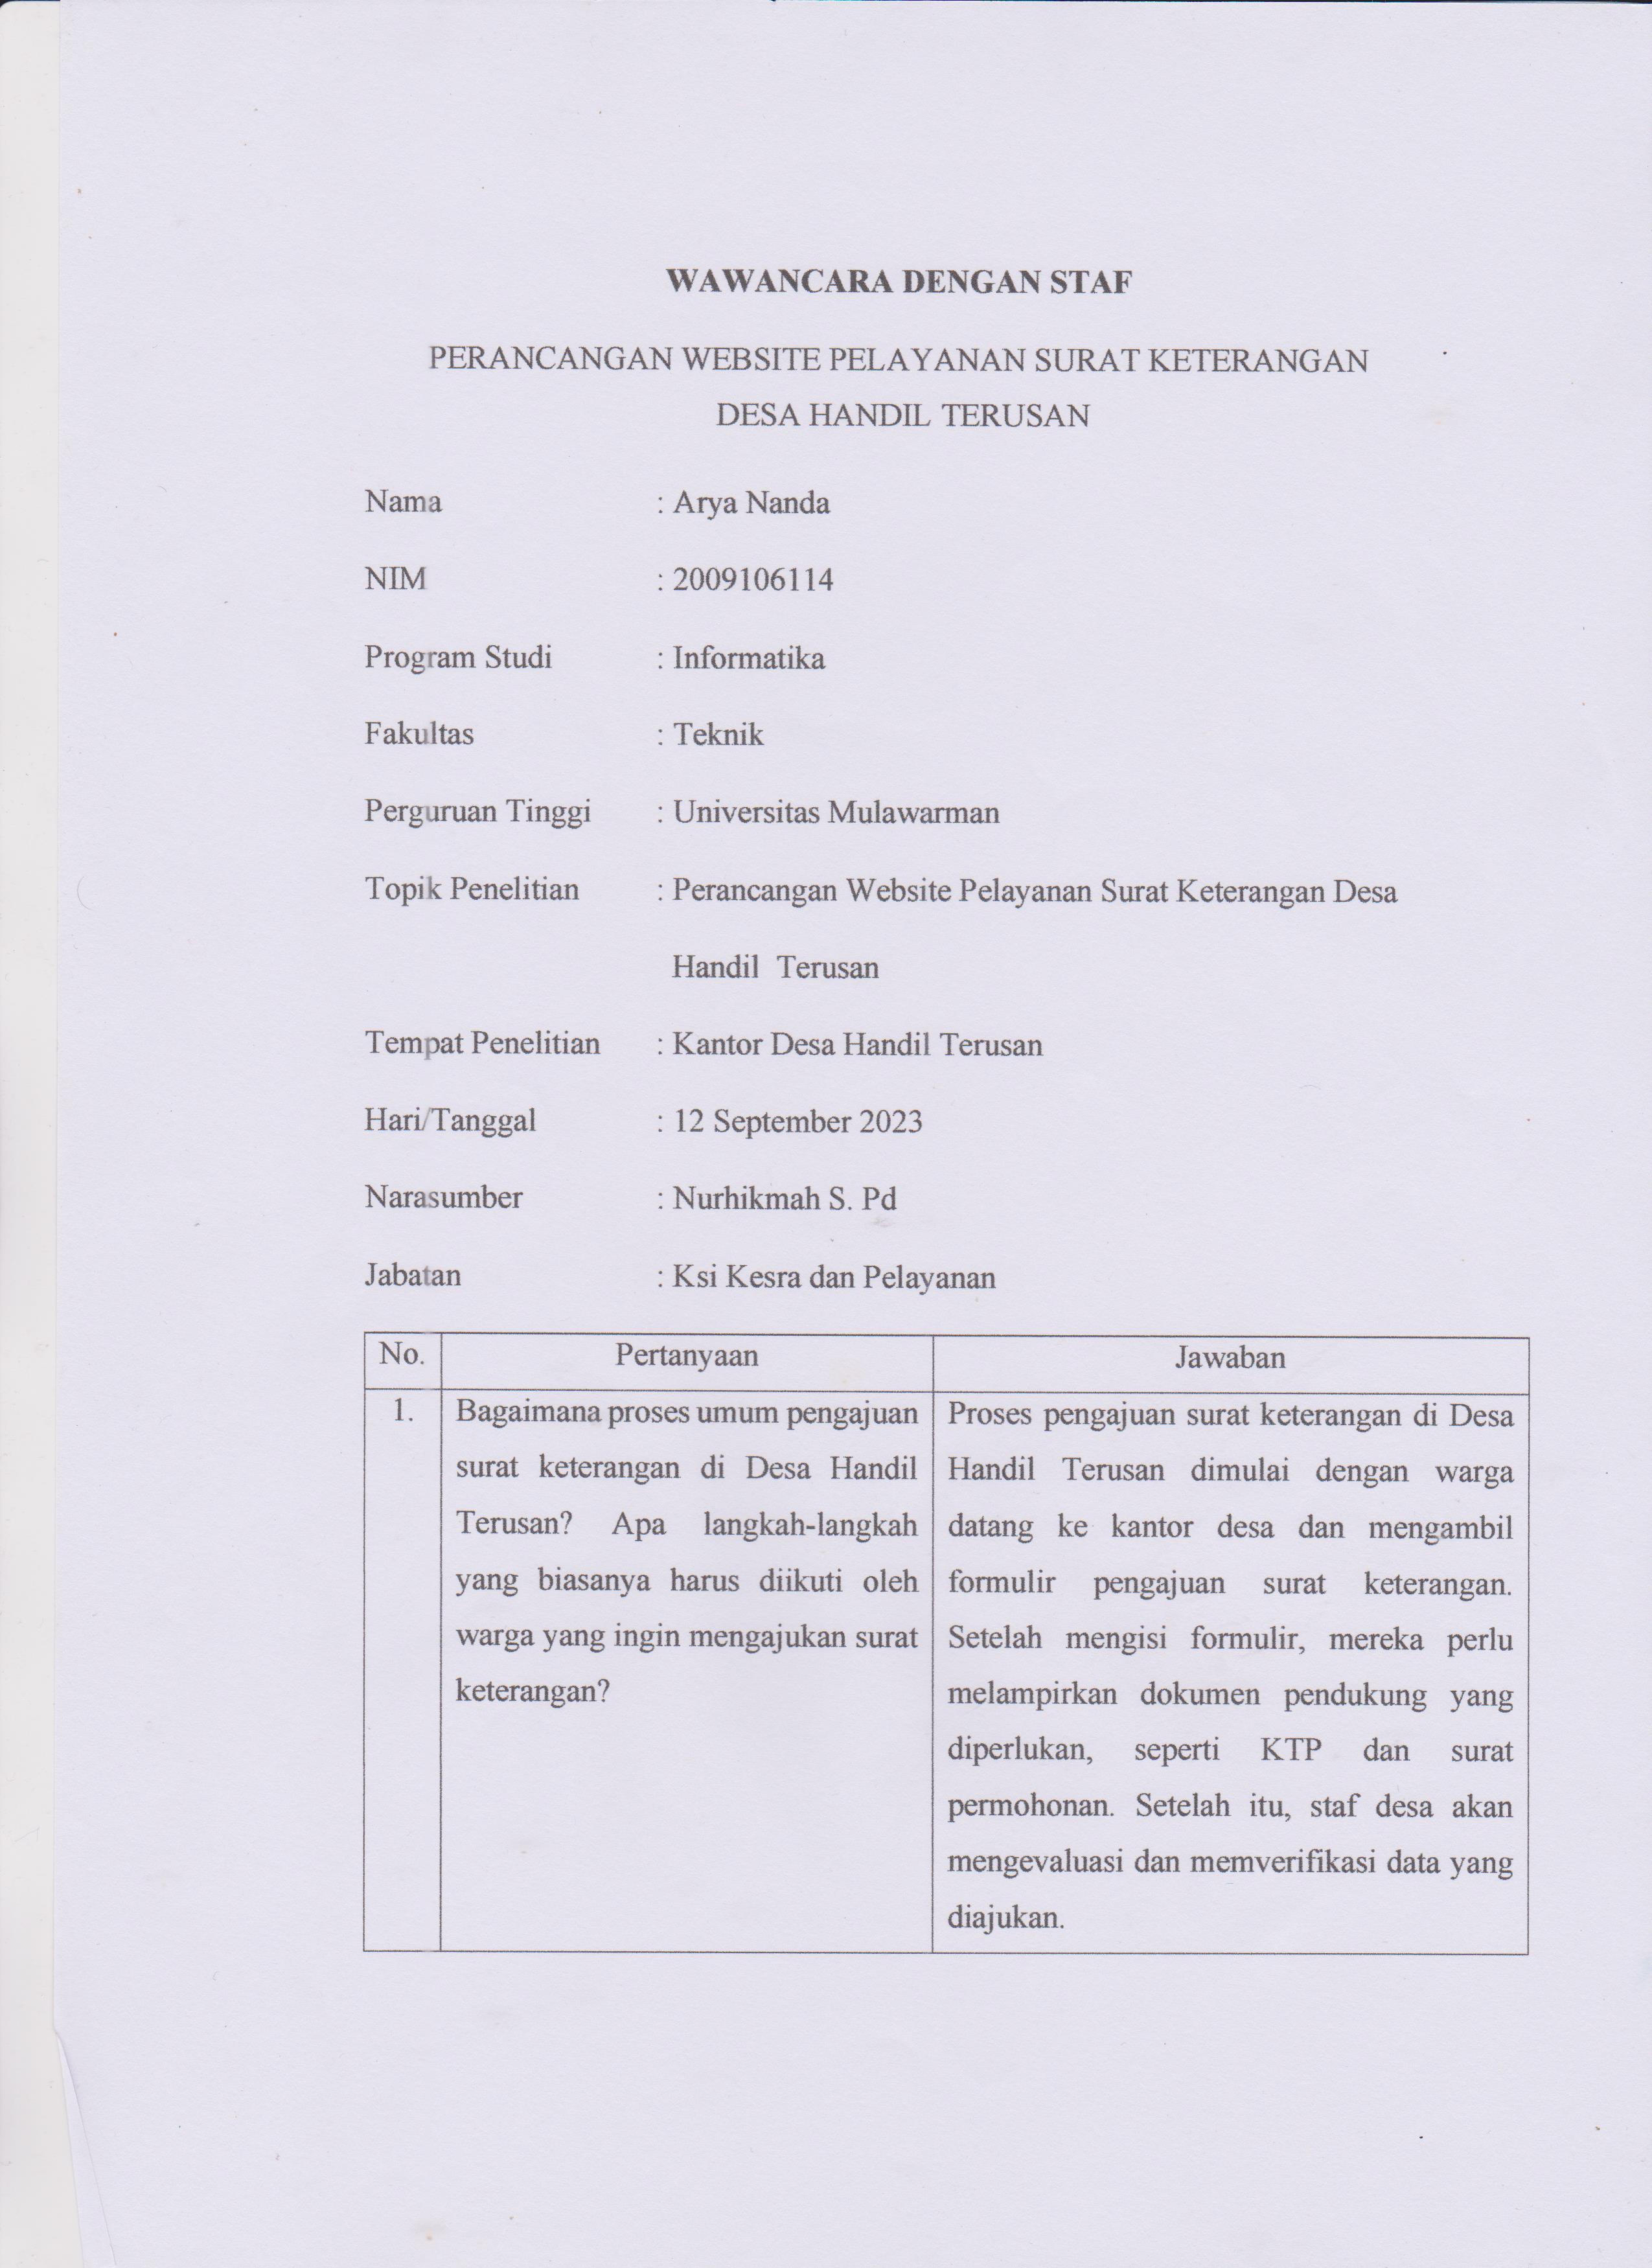 WAWANCARA DENGAN STAF
PERANCANGAN WEBSITE PELAYANAN SURAT KETERANGAN
DESA HANDIL TERUSAN
Nama : Arya Nanda
NIM : 2009106114
Program Studi : Informatika
Fakultas : Teknik
Perguruan Tinggi : Universitas Mulawarman
Topik Penelitian : Perancangan Website Pelayanan Surat Keterangan Desa
Handil Terusan
Tempat Penelitian : Kantor Desa Handil Terusan
Hari/Tanggal : 12 September 2023
Narasumber : Nurhikmah S. Pd
Jabatan : Ksi Kesra dan Pelayanan
No. Pertanyaan Jawaban
1.
Bagaimana proses umum pengajuan
surat keterangan di Desa Handil
Terusan? Apa langkah-langkah
yang biasanya harus diikuti oleh
warga yang ingin mengajukan surat
keterangan?
Proses pengajuan surat keterangan di Desa
Handil Terusan dimulai dengan warga
datang ke kantor desa dan mengambil
formulir pengajuan surat keterangan.
Setelah mengisi formulir, mereka perlu
melampirkan dokumen pendukung yang
diperlukan, seperti KTP dan surat
permohonan. Setelah itu, staf desa akan
mengevaluasi dan memverifikasi data yang
diajukan.